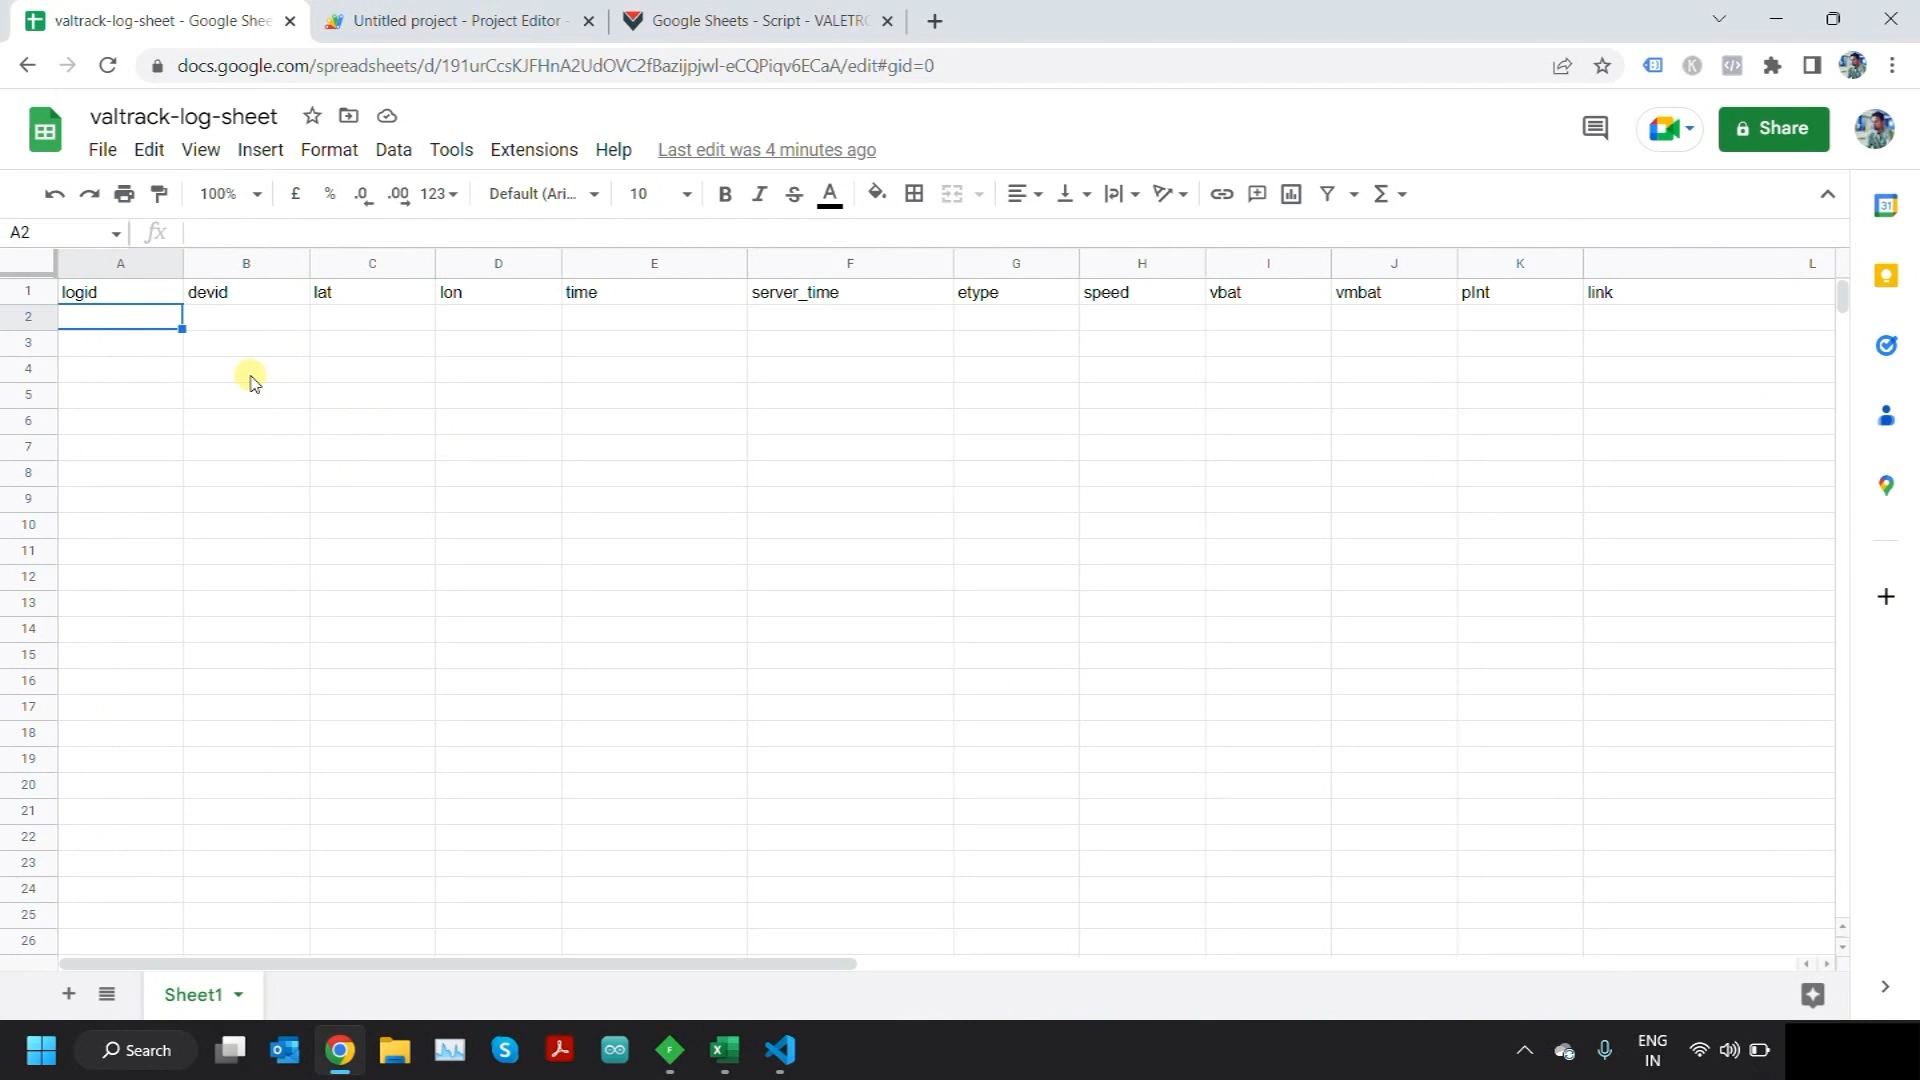 valtrack-log-sheet - Google Shee
Untitled project - Project Editor -
Google Sheets - Script - VALETRO
docs.google.com/spreadsheets/d/191urCcsKJFHnA2UdOVC2fBazijpjwl-eCQPiqv6ECaA/edit#gid=0
valtrack-log-sheet
Share
File Edit View Insert Format Data Tools Extensions Help Last edit was 4 minutes ago
100% £ % .0 .00 123 Default (Ari... 10 B I S A Σ
A2 fx
A B C D E F G H I J K L
1 logid devid lat lon time server_time etype speed vbat vmbat pInt link
2
3
4
5
6
7
8
9
10
11
12
13
14
15
16
17
18
19
20
21
22
23
24
25
26
Sheet1
Search
ENG
IN